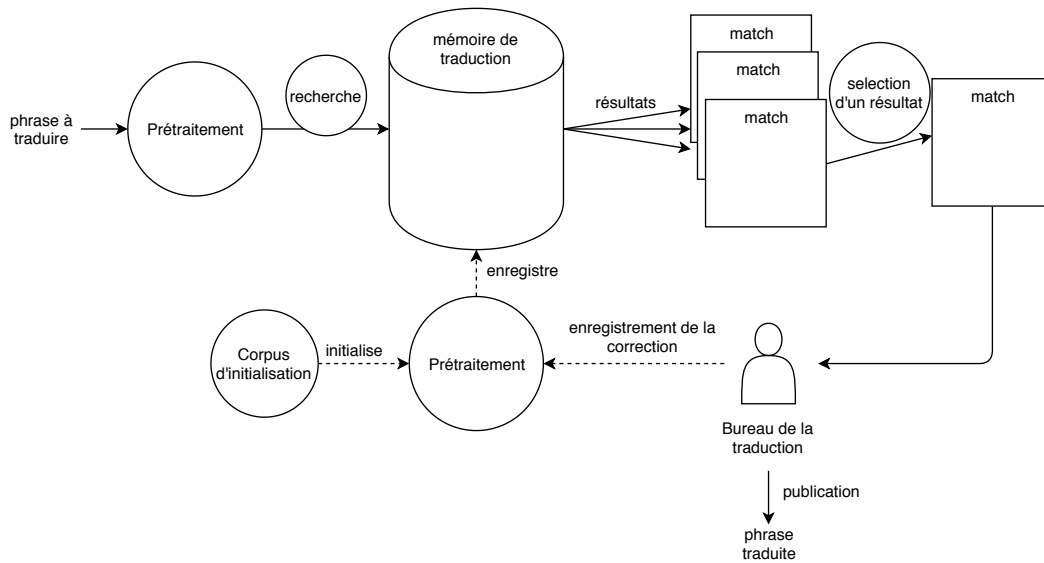 phrase à
traduire
Prétraitement
recherche
mémoire de
traduction
résultats
match
match
match
selection
d'un résultat
match
enregistre
Corpus
d'initialisation
initialise
Prétraitement
enregistrement de la
correction
Bureau de la
traduction
publication
phrase
traduite